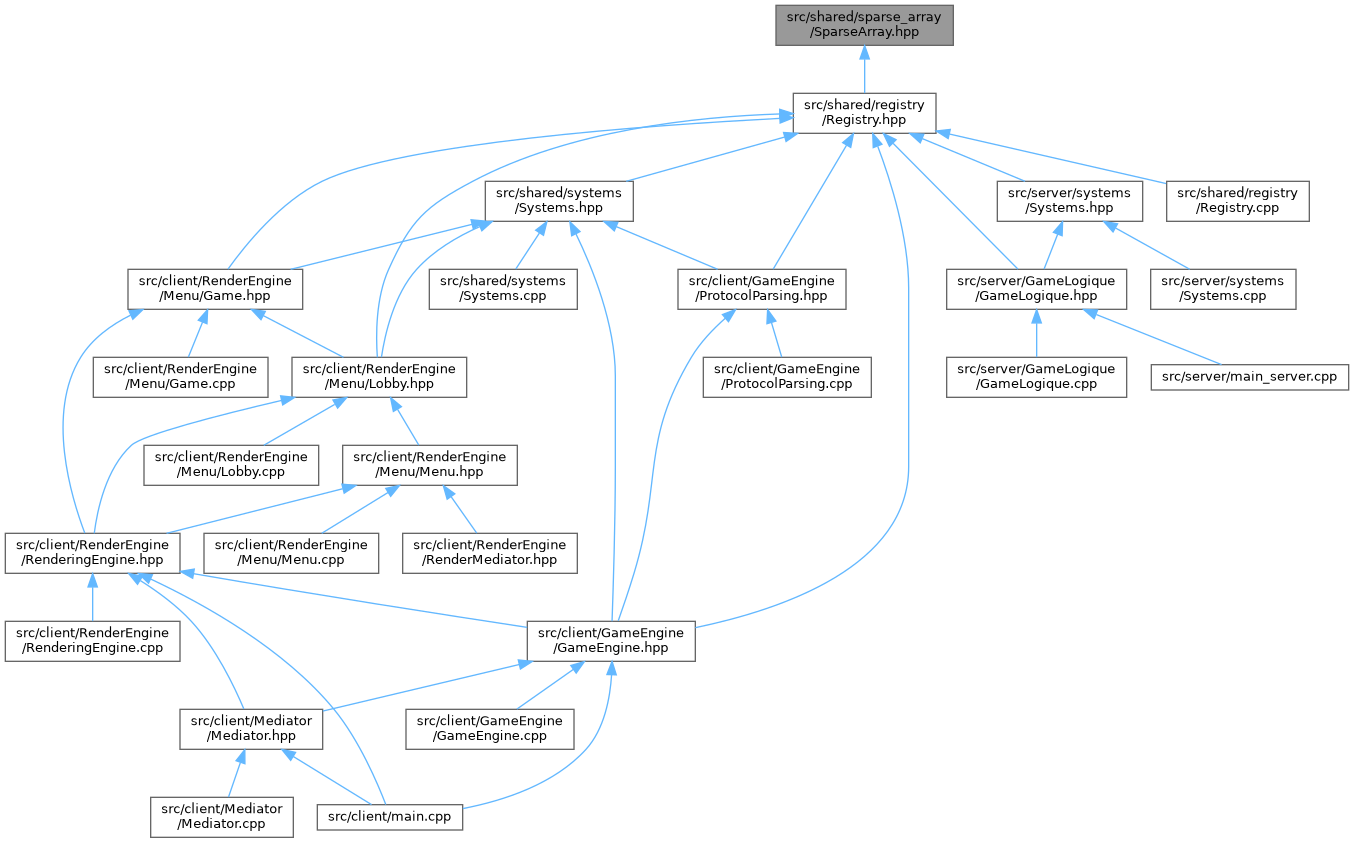 src/shared/sparse_array
/SparseArray.hpp
src/shared/registry
/Registry.hpp
src/shared/systems
/Systems.hpp
src/server/systems
/Systems.hpp
src/shared/registry
/Registry.cpp
src/client/RenderEngine
/Menu/Game.hpp
src/shared/systems
/Systems.cpp
src/client/GameEngine
/ProtocolParsing.hpp
src/server/GameLogique
/GameLogique.hpp
src/server/systems
/Systems.cpp
src/client/RenderEngine
/Menu/Game.cpp
src/client/RenderEngine
/Menu/Lobby.hpp
src/client/GameEngine
/ProtocolParsing.cpp
src/server/GameLogique
/GameLogique.cpp
src/server/main_server.cpp
src/client/RenderEngine
/Menu/Lobby.cpp
src/client/RenderEngine
/Menu/Menu.hpp
src/client/RenderEngine
/RenderingEngine.hpp
src/client/RenderEngine
/Menu/Menu.cpp
src/client/RenderEngine
/RenderMediator.hpp
src/client/RenderEngine
/RenderingEngine.cpp
src/client/GameEngine
/GameEngine.hpp
src/client/Mediator
/Mediator.hpp
src/client/GameEngine
/GameEngine.cpp
src/client/Mediator
/Mediator.cpp
src/client/main.cpp